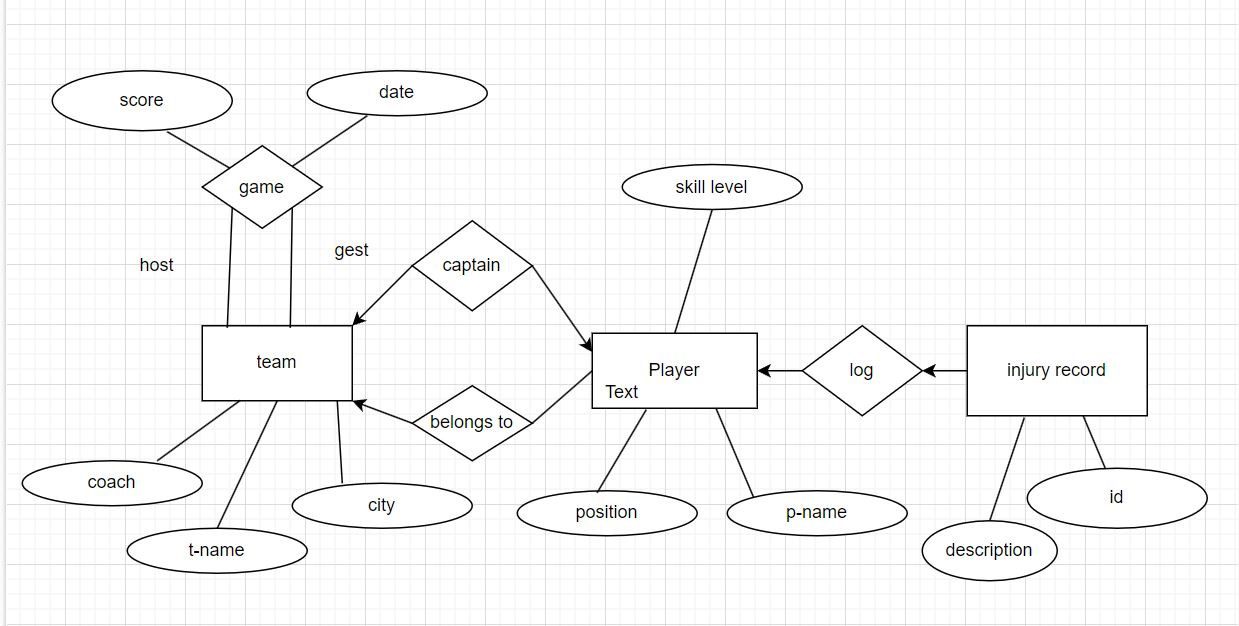 score
date
game
skill level
host
gest
captain
team
Player
Text
log
injury record
belongs to
coach
t-name
city
position
p-name
id
description